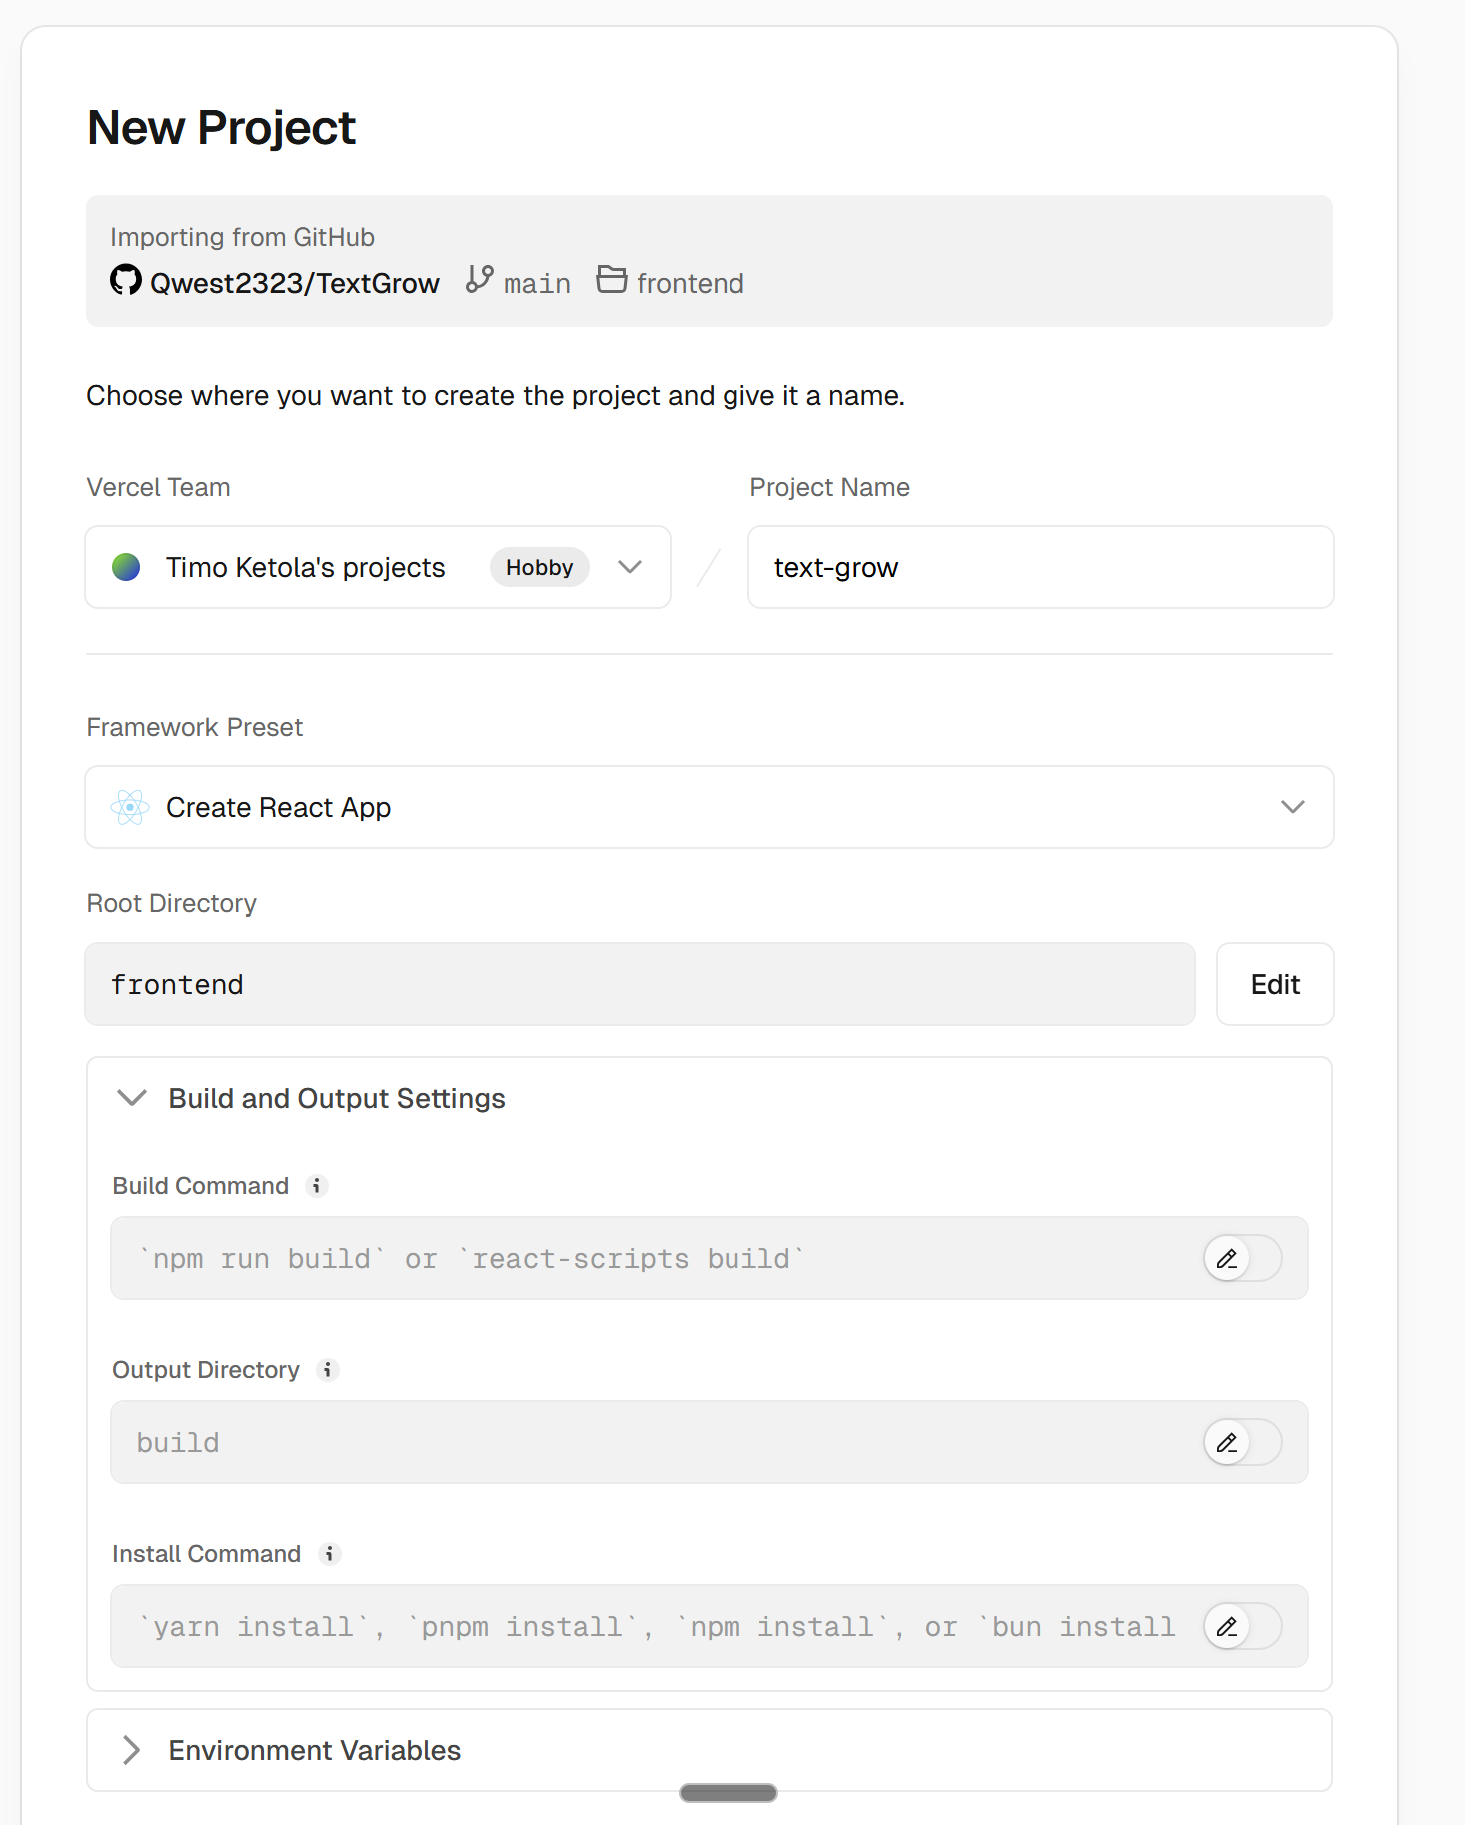 New Project
Importing from GitHub
Qwest2323/TextGrow main frontend
Choose where you want to create the project and give it a name.
Vercel Team
Project Name
Timo Ketola's projects Hobby
text-grow
Framework Preset
Create React App
Root Directory
frontend
Edit
Build and Output Settings
Build Command
`npm run build` or `react-scripts build`
Output Directory
build
Install Command
`yarn install`, `pnpm install`, `npm install`, or `bun install
Environment Variables